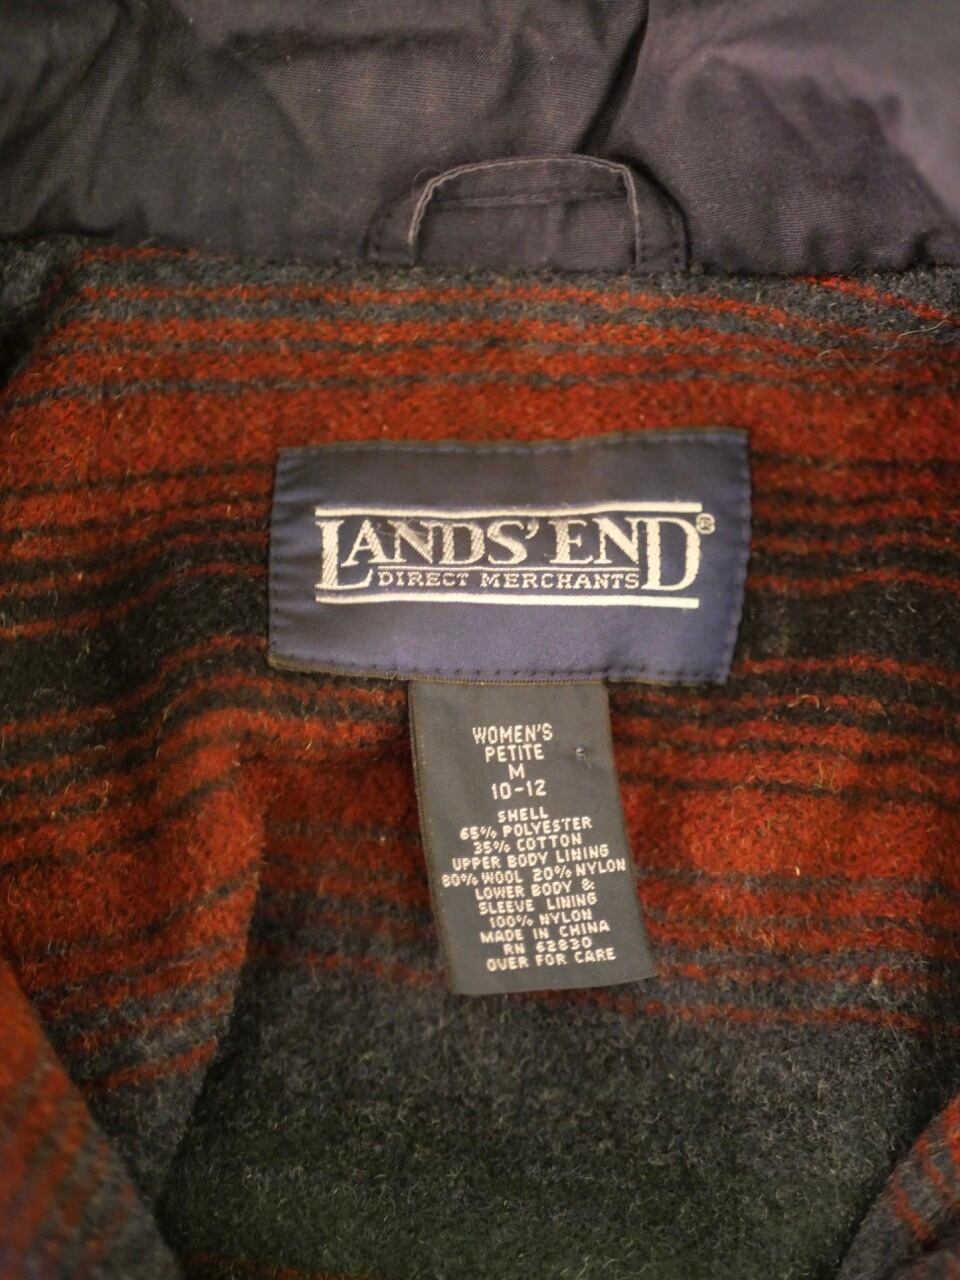 LANDS' END®
DIRECT MERCHANTS
WOMEN'S
PETITE
M
10-12
SHELL
65% POLYESTER
35% COTTON
UPPER BODY LINING
80% WOOL 20% NYLON
LOWER BODY &
SLEEVE LINING
100% NYLON
MADE IN CHINA
RN 62830
OVER FOR CARE